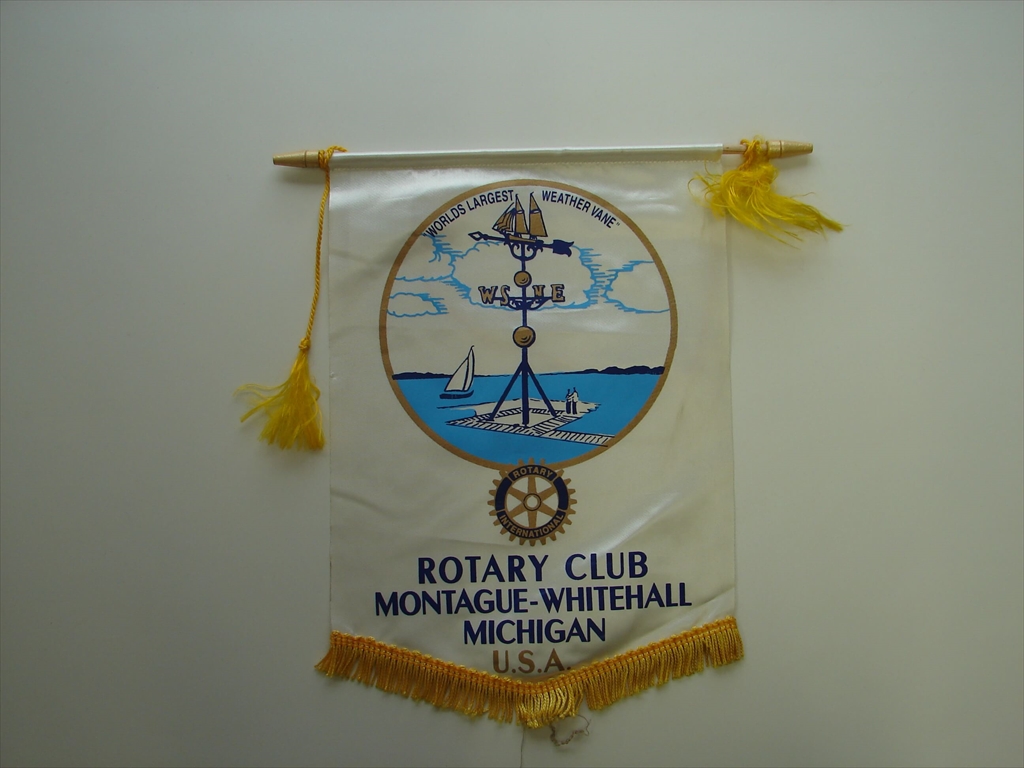 WORLDS LARGEST WEATHER VANE"
W S N E
ROTARY
INTERNATIONAL
ROTARY CLUB
MONTAGUE-WHITEHALL
MICHIGAN
U.S.A.